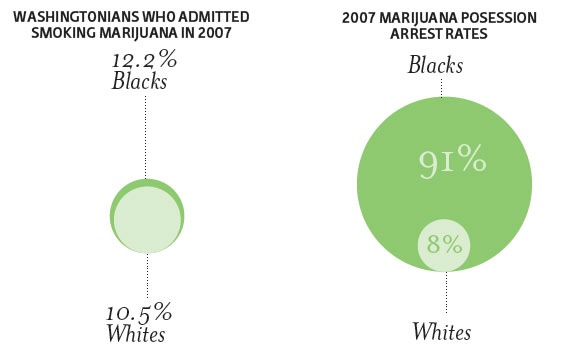 WASHINGTONIANS WHO ADMITTED
SMOKING MARIJUANA IN 2007
12.2%
Blacks
10.5%
Whites
2007 MARIJUANA POSESSION
ARREST RATES
Blacks
91%
8%
Whites